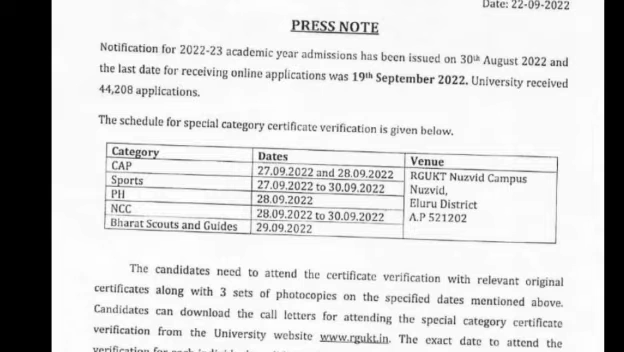 Date: 22-09-2022
PRESS NOTE
Notification for 2022-23 academic year admissions has been issued on 30th August 2022 and
the last date for receiving online applications was 19th September 2022. University received
44,208 applications.
The schedule for special category certificate verification is given below.
Category Dates Venue
CAP 27.09.2022 and 28.09.2022 RGUKT Nuzvid Campus
Sports 27.09.2022 to 30.09.2022 Nuzvid,
PH 28.09.2022 Eluru District
NCC 28.09.2022 to 30.09.2022 A.P 521202
Bharat Scouts and Guides 29.09.2022
The candidates need to attend the certificate verification with relevant original
certificates along with 3 sets of photocopies on the specified dates mentioned above.
Candidates can download the call letters for attending the special category certificate
verification from the University website www.rgukt.in. The exact date to attend the
verification for each